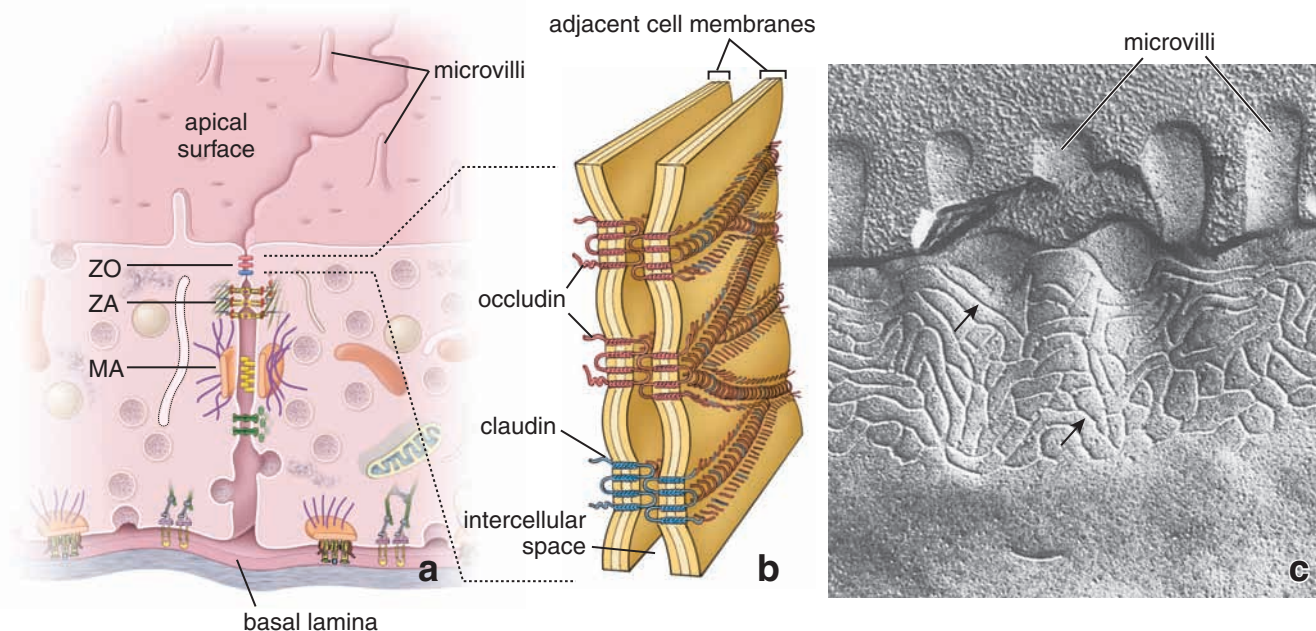 microvilli
apical
surface
ZO
ZA
MA
basal lamina
a
adjacent cell membranes
occludin
claudin
intercellular
space
b
microvilli
c